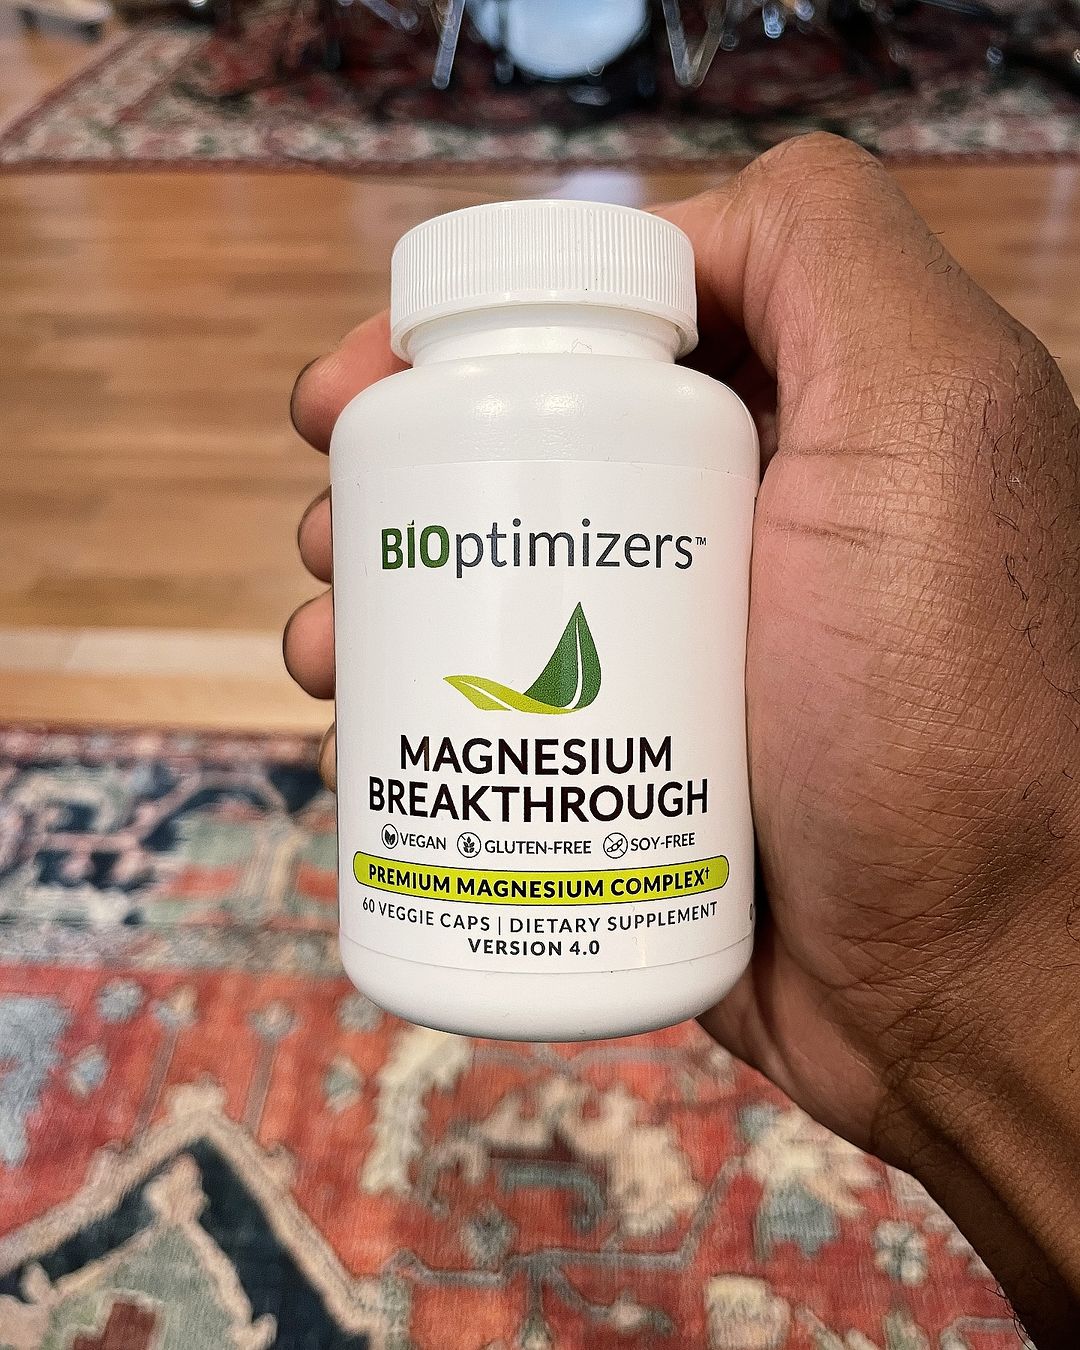 BiOptimizers™
MAGNESIUM
BREAKTHROUGH
VEGAN GLUTEN-FREE SOY-FREE
PREMIUM MAGNESIUM COMPLEX†
60 VEGGIE CAPS | DIETARY SUPPLEMENT
VERSION 4.0